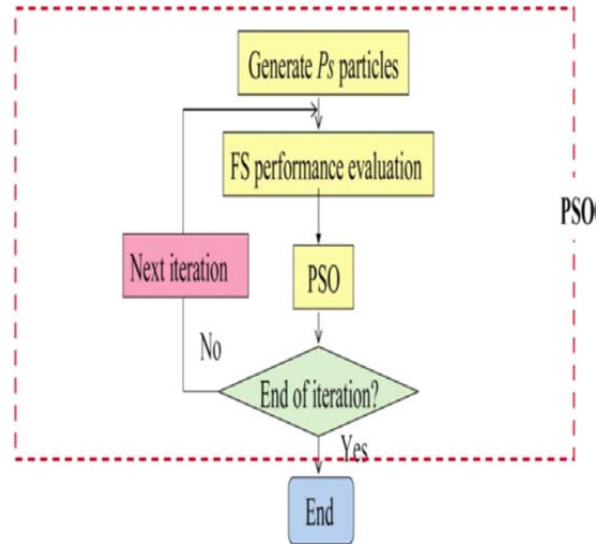 Generate Ps particles
FS performance evaluation
PSO
Next iteration
PSO
No
End of iteration?
Yes
End